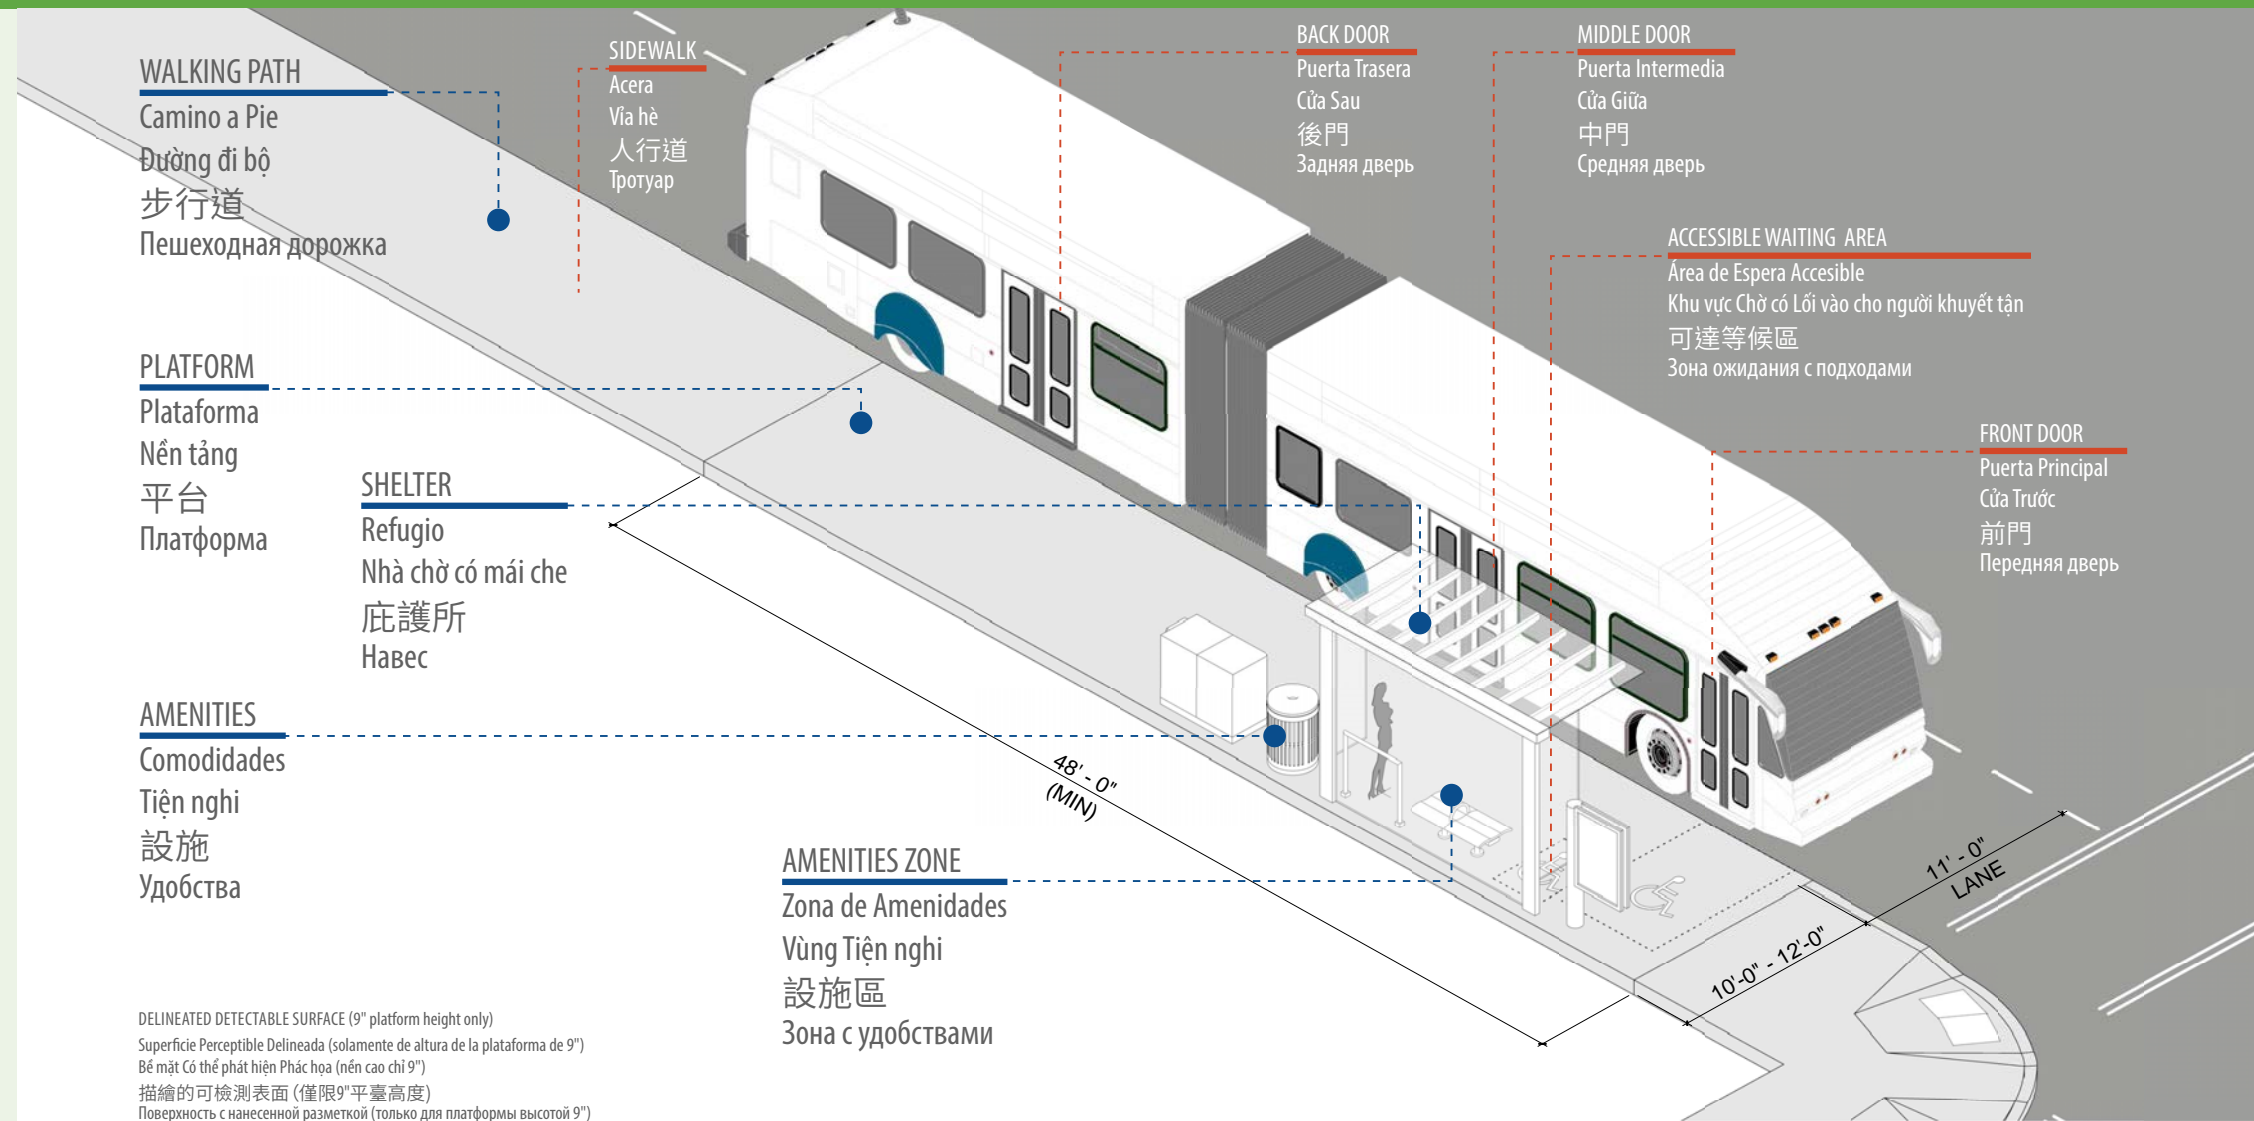 WALKING PATH
Camino a Pie
Đường đi bộ
步行道
Пешеходная дорожка
SIDEWALK
Acera
Vỉa hè
人行道
Тротуар
BACK DOOR
Puerta Trasera
Cửa Sau
後門
Задняя дверь
MIDDLE DOOR
Puerta Intermedia
Cửa Giữa
中門
Средняя дверь
ACCESSIBLE WAITING AREA
Área de Espera Accesible
Khu vực Chờ có Lối vào cho người khuyết tận
可達等候區
Зона ожидания с подходами
FRONT DOOR
Puerta Principal
Cửa Trước
前門
Передняя дверь
PLATFORM
Plataforma
Nền tảng
平台
Платформа
SHELTER
Refugio
Nhà chờ có mái che
庇護所
Навес
AMENITIES
Comodidades
Tiện nghi
設施
Удобства
AMENITIES ZONE
Zona de Amenidades
Vùng Tiện nghi
設施區
Зона с удобствами
48' - 0"
(MIN)
11' - 0"
LANE
10'-0" - 12'-0"
DELINEATED DETECTABLE SURFACE (9" platform height only)
Superficie Perceptible Delineada (solamente de altura de la plataforma de 9")
Bề mặt Có thể phát hiện Phác họa (nền cao chỉ 9")
描繪的可檢測表面 (僅限9"平臺高度)
Поверхность с нанесенной разметкой (только для платформы высотой 9")